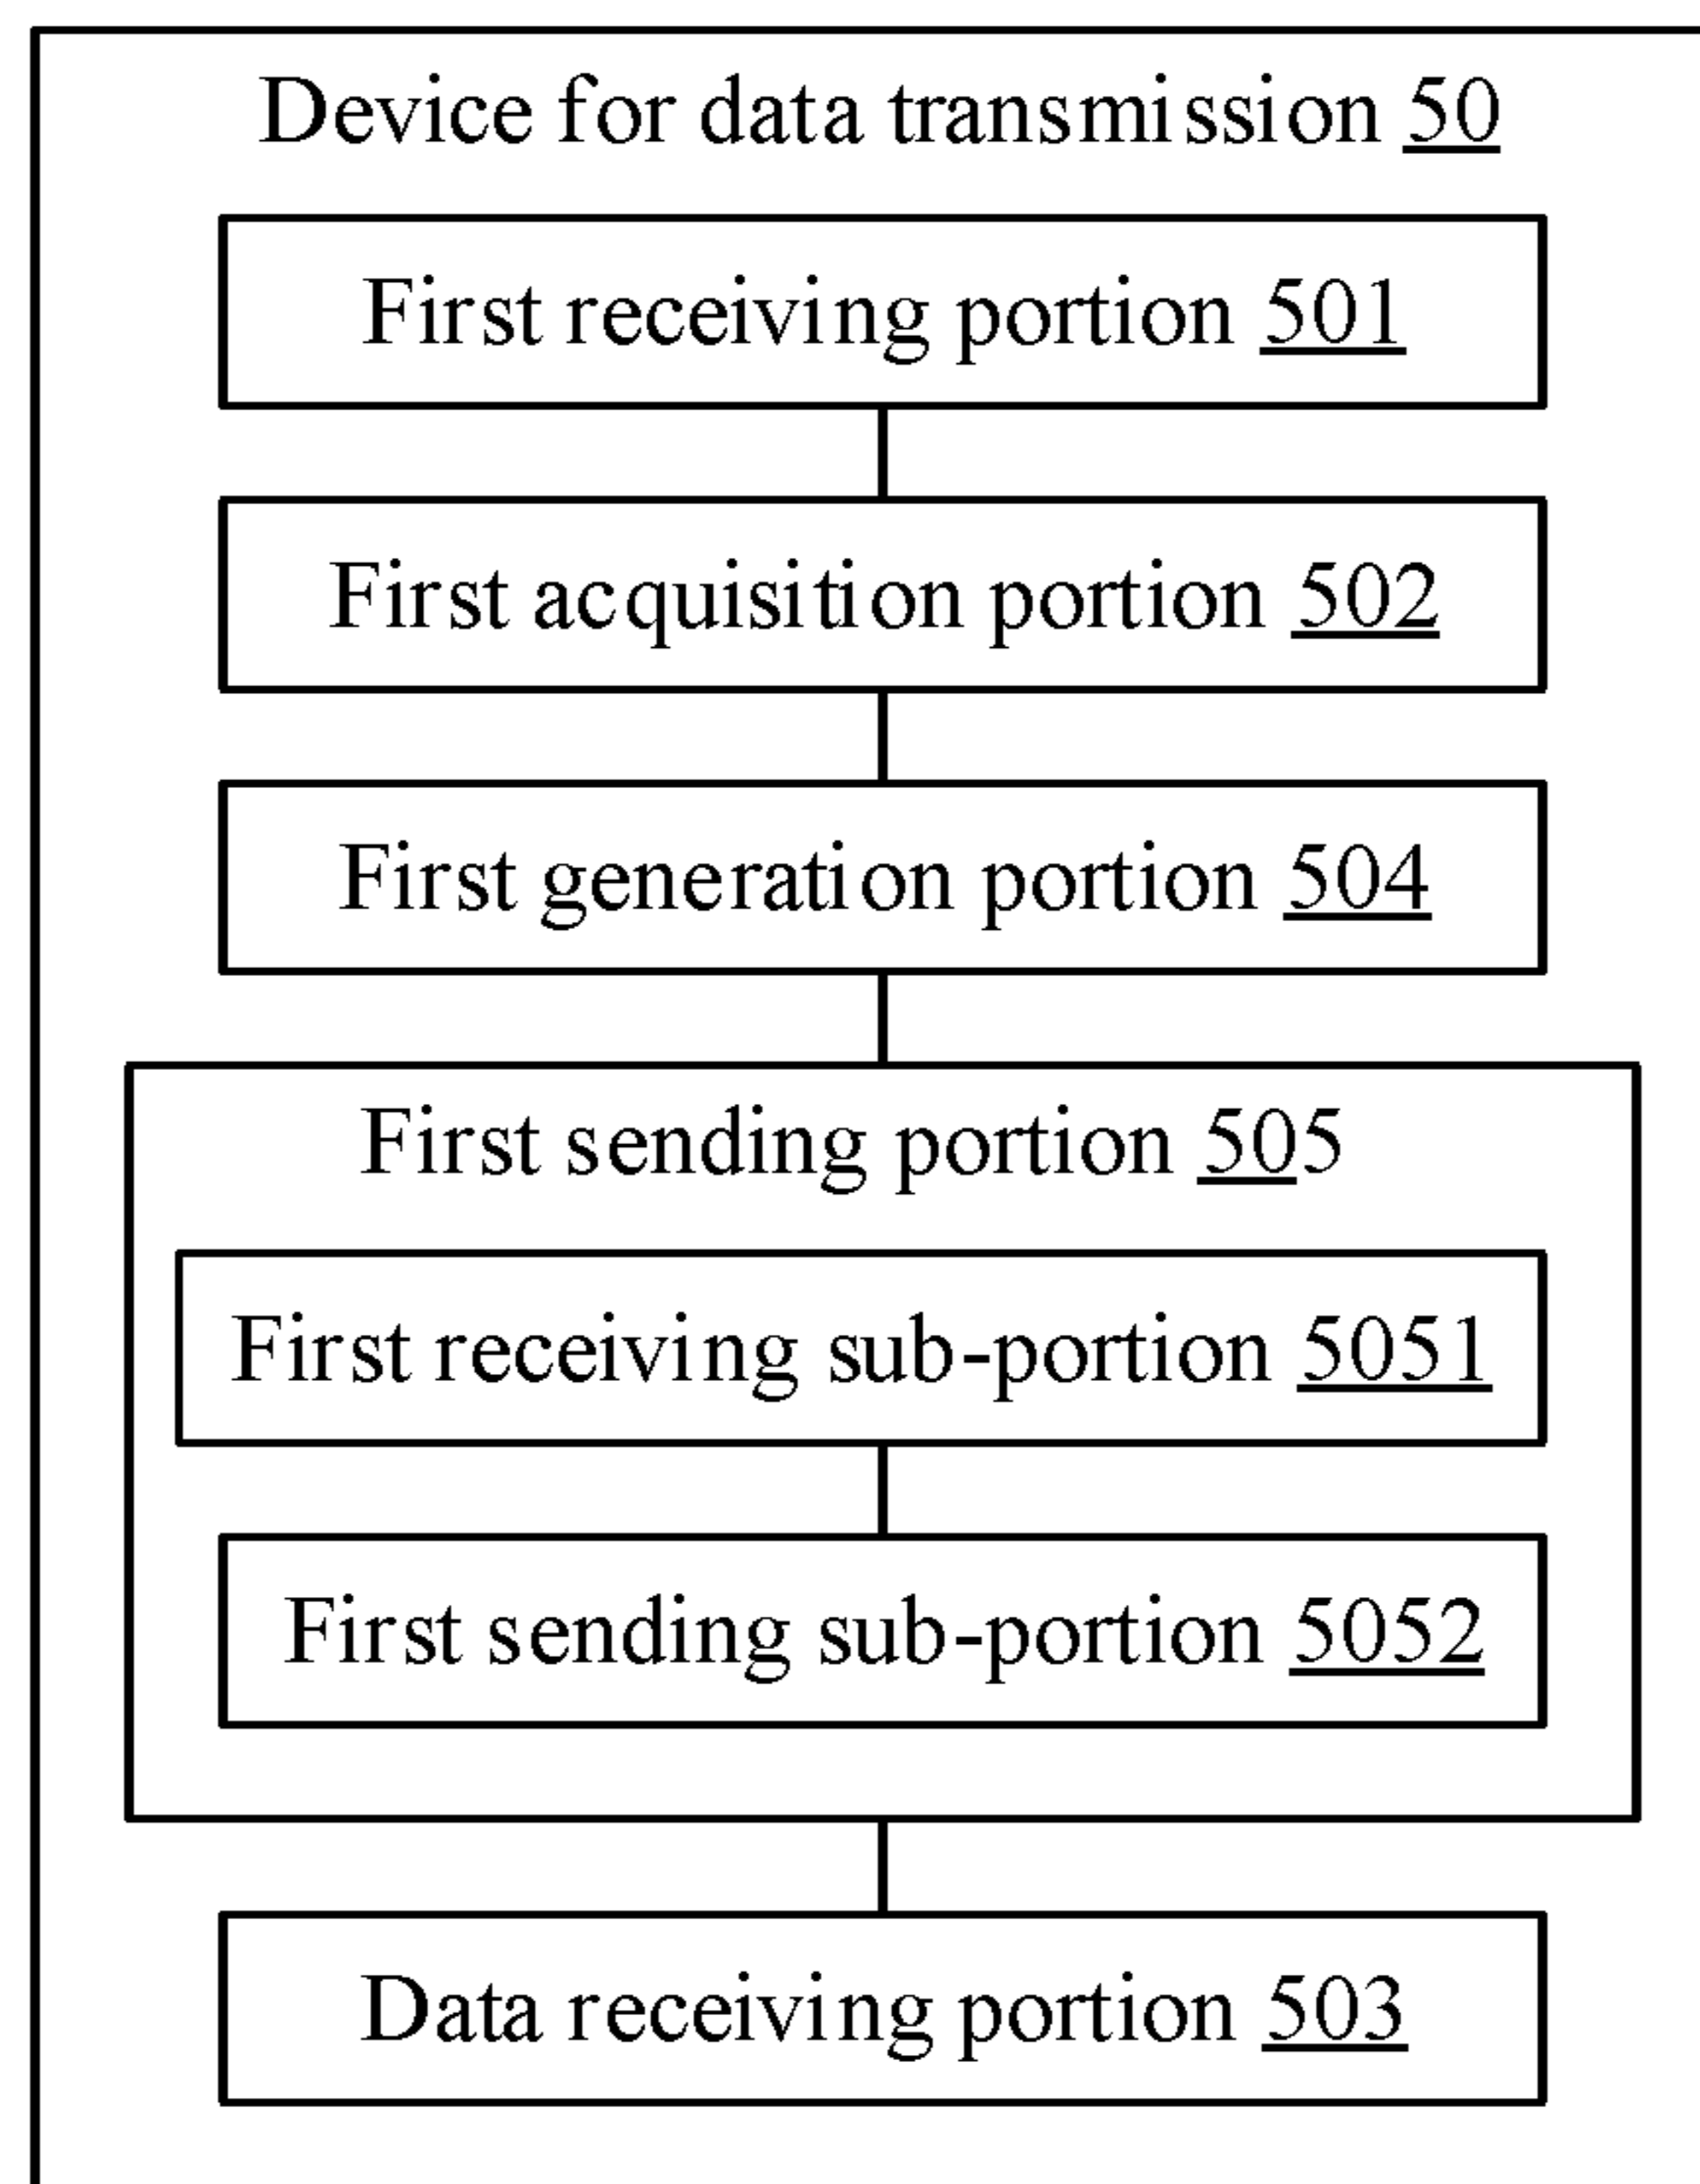 Device for data transmission 50
First receiving portion 501
First acquisition portion 502
First generation portion 504
First sending portion 505
First receiving sub-portion 5051
First sending sub-portion 5052
Data receiving portion 503